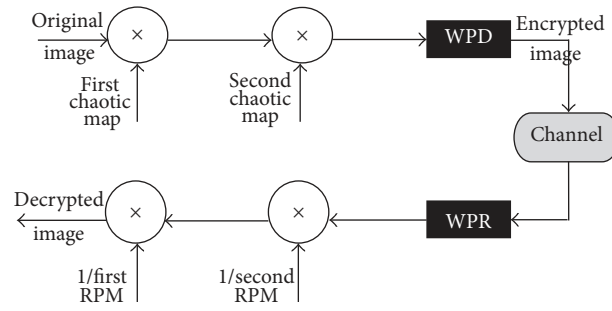 Original
image
×
First
chaotic
map
×
Second
chaotic
map
WPD
Encrypted
image
Channel
Decrypted
image
×
1/first
RPM
×
1/second
RPM
WPR